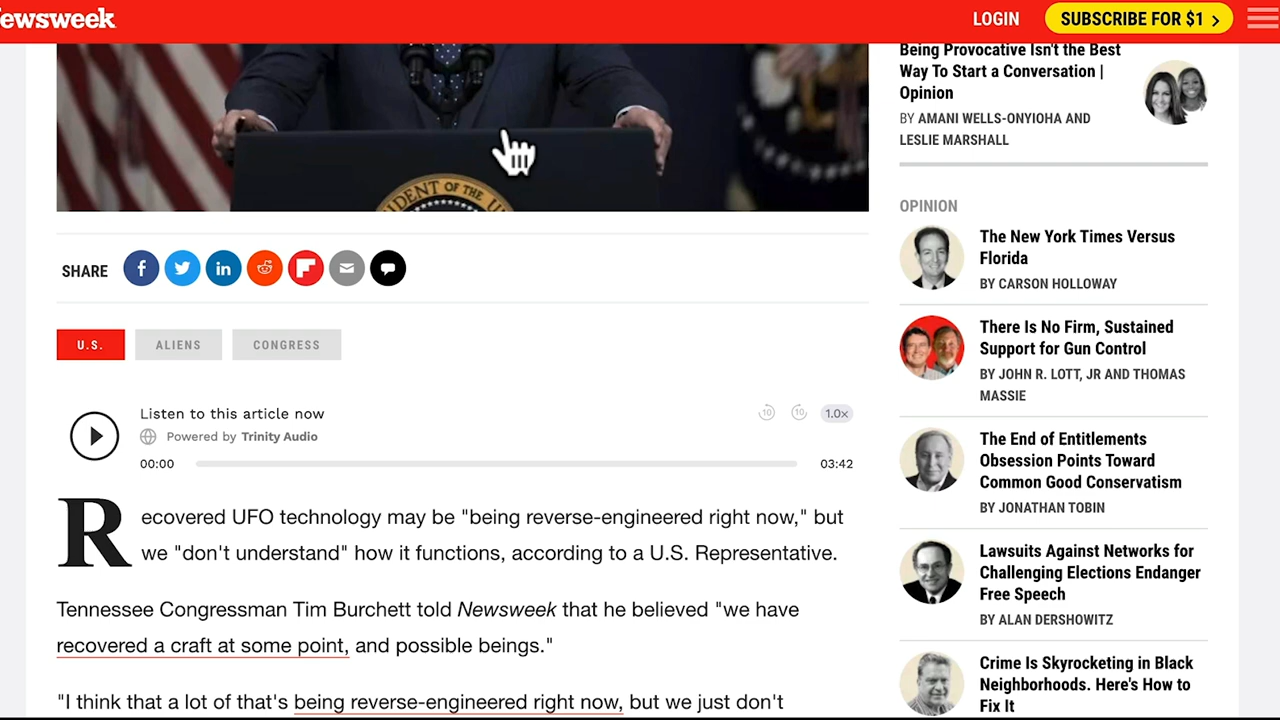 ewsweek
LOGIN
SUBSCRIBE FOR $1 >
Being Provocative Isn't the Best
Way To Start a Conversation |
Opinion
BY AMANI WELLS-ONYIOHA AND
LESLIE MARSHALL
DENT OF THE U
SHARE
U.S.
ALIENS
CONGRESS
Listen to this article now
10
10
1.0x
Powered by Trinity Audio
00:00
03:42
Recovered UFO technology may be "being reverse-engineered right now," but
we "don't understand" how it functions, according to a U.S. Representative.
Tennessee Congressman Tim Burchett told Newsweek that he believed "we have
recovered a craft at some point, and possible beings."
"I think that a lot of that's being reverse-engineered right now, but we just don't
OPINION
The New York Times Versus
Florida
BY CARSON HOLLOWAY
There Is No Firm, Sustained
Support for Gun Control
BY JOHN R. LOTT, JR AND THOMAS
MASSIE
The End of Entitlements
Obsession Points Toward
Common Good Conservatism
BY JONATHAN TOBIN
Lawsuits Against Networks for
Challenging Elections Endanger
Free Speech
BY ALAN DERSHOWITZ
Crime Is Skyrocketing in Black
Neighborhoods. Here's How to
Fix It